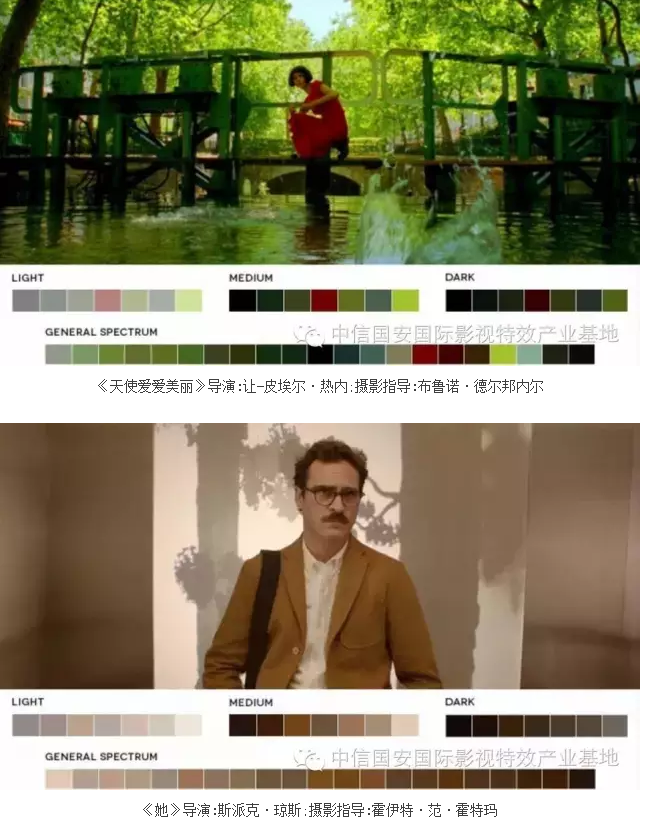 LIGHT
MEDIUM
DARK
GENERAL SPECTRUM
中信国安国际影视特效产业基地
《天使爱美丽》导演:让-皮埃尔·热内;摄影指导:布鲁诺·德尔邦内尔
LIGHT
MEDIUM
DARK
GENERAL SPECTRUM
中信国安国际影视特效产业基地
《她》导演:斯派克·琼斯;摄影指导:霍伊特·范·霍特玛